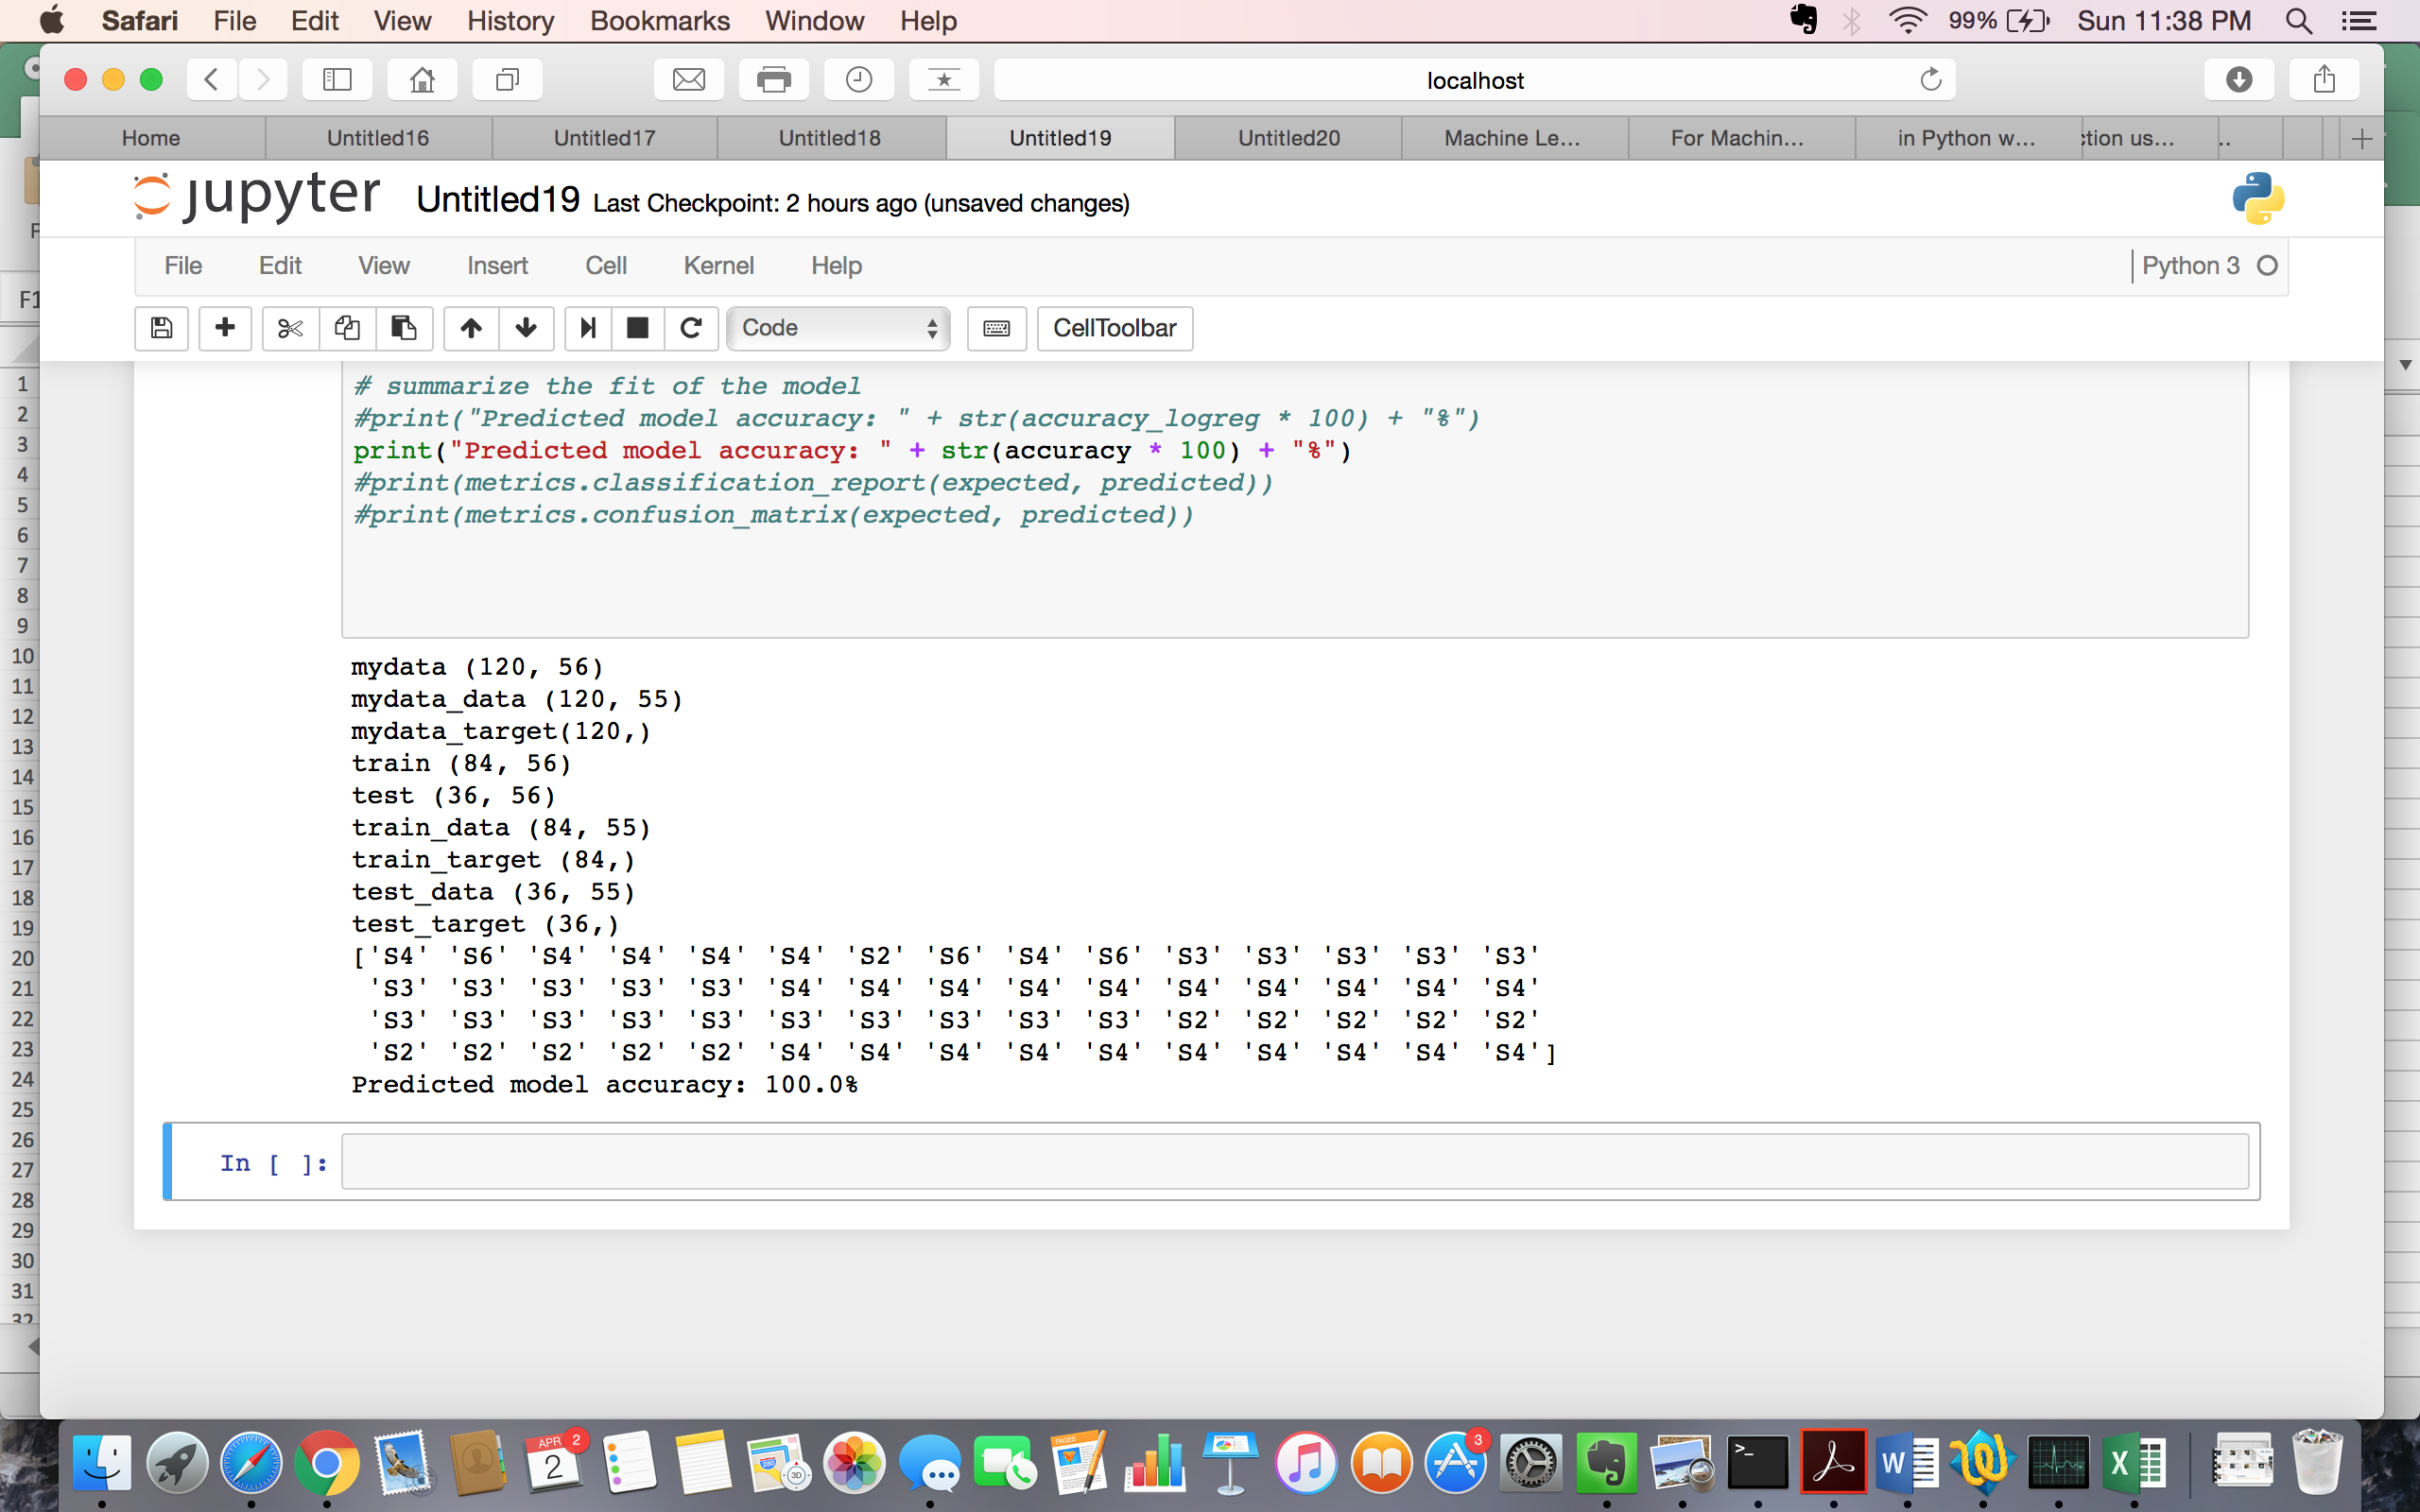 Safari File Edit View History Bookmarks Window Help 99% Sun 11:38 PM
localhost
Home Untitled16 Untitled17 Untitled18 Untitled19 Untitled20 Machine Le... For Machin... in Python w... ction us... ..
jupyter Untitled19 Last Checkpoint: 2 hours ago (unsaved changes)
File Edit View Insert Cell Kernel Help Python 3
F1
Code CellToolbar
# summarize the fit of the model
#print("Predicted model accuracy: " + str(accuracy_logreg * 100) + "%")
print("Predicted model accuracy: " + str(accuracy * 100) + "%")
#print(metrics.classification_report(expected, predicted))
#print(metrics.confusion_matrix(expected, predicted))
mydata (120, 56)
mydata_data (120, 55)
mydata_target(120,)
train (84, 56)
test (36, 56)
train_data (84, 55)
train_target (84,)
test_data (36, 55)
test_target (36,)
['S4' 'S6' 'S4' 'S4' 'S4' 'S4' 'S2' 'S6' 'S4' 'S6' 'S3' 'S3' 'S3' 'S3' 'S3'
'S3' 'S3' 'S3' 'S3' 'S3' 'S4' 'S4' 'S4' 'S4' 'S4' 'S4' 'S4' 'S4' 'S4' 'S4'
'S3' 'S3' 'S3' 'S3' 'S3' 'S3' 'S3' 'S3' 'S3' 'S3' 'S2' 'S2' 'S2' 'S2' 'S2'
'S2' 'S2' 'S2' 'S2' 'S2' 'S4' 'S4' 'S4' 'S4' 'S4' 'S4' 'S4' 'S4' 'S4' 'S4']
Predicted model accuracy: 100.0%
In [ ]:
1
2
3
4
5
6
7
8
9
10
11
12
13
14
15
16
17
18
19
20
21
22
23
24
25
26
27
28
29
30
31
32
APR 2
2
3D
PAGES
3
W
X